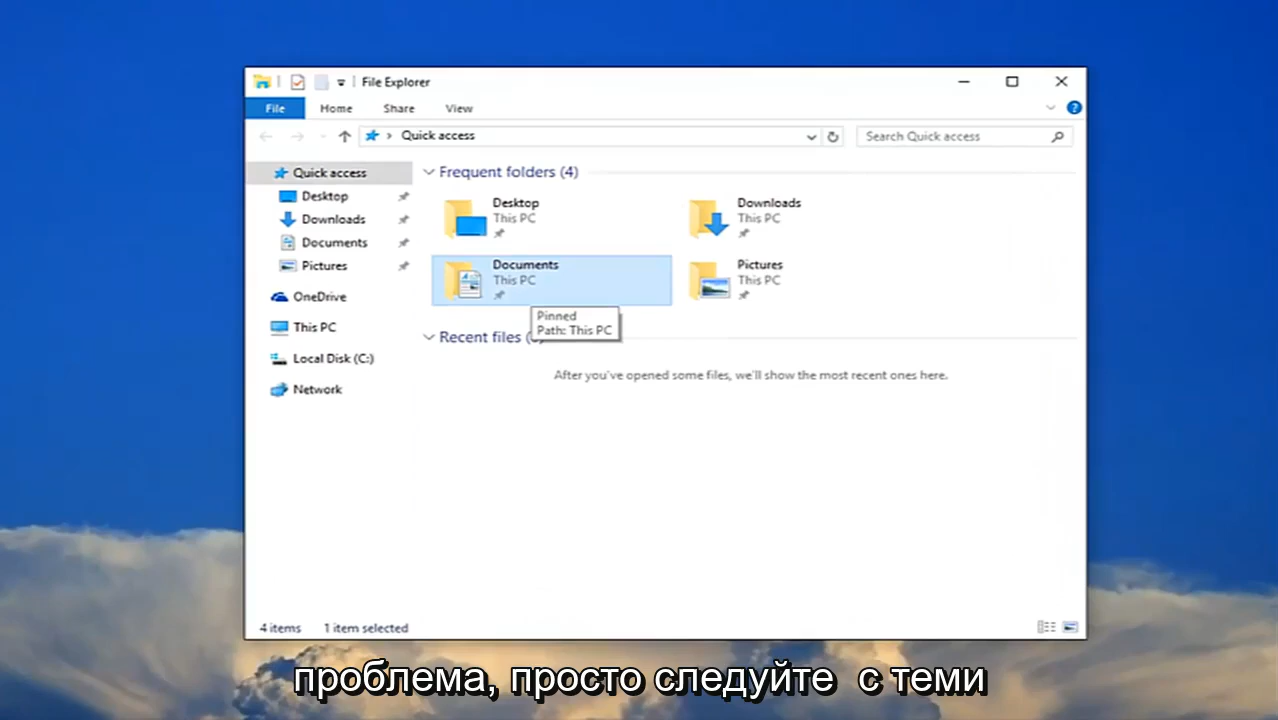 File Explorer
File Home Share View
Quick access
Search Quick access
Quick access
Desktop
Downloads
Documents
Pictures
OneDrive
This PC
Local Disk (C:)
Network
Frequent folders (4)
Desktop
This PC
Downloads
This PC
Documents
This PC
Pictures
This PC
Pinned
Path: This PC
Recent files
After you've opened some files, we'll show the most recent ones here.
4 items 1 item selected
проблема, просто следуйте с теми